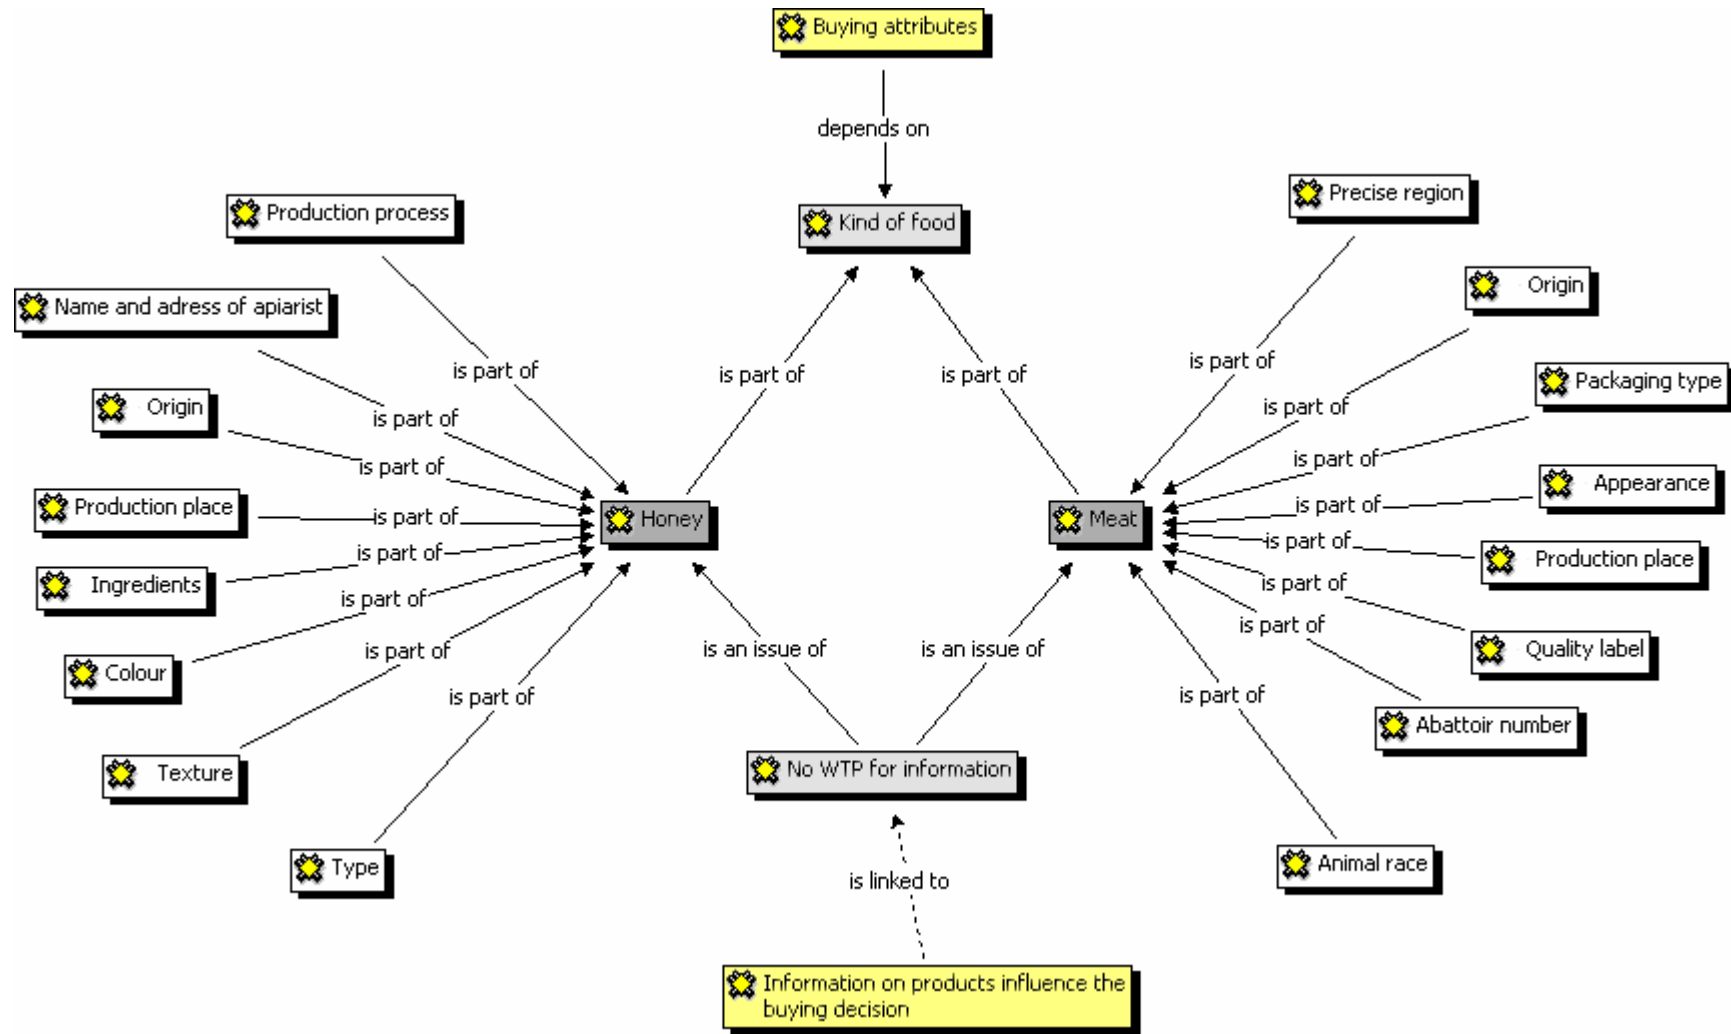 Buying attributes
depends on
Kind of food
Production process
Precise region
Name and adress of apiarist
Origin
is part of
is part of
is part of
is part of
Packaging type
Origin
is part of
is part of
is part of
is part of
Appearance
Production place
is part of
Honey
Meat
is part of
is part of
is part of
Production place
Ingredients
is part of
is part of
is part of
is part of
is an issue of
is an issue of
Quality label
Colour
is part of
is part of
Abattoir number
Texture
No WTP for information
Type
Animal race
is linked to
Information on products influence the
buying decision